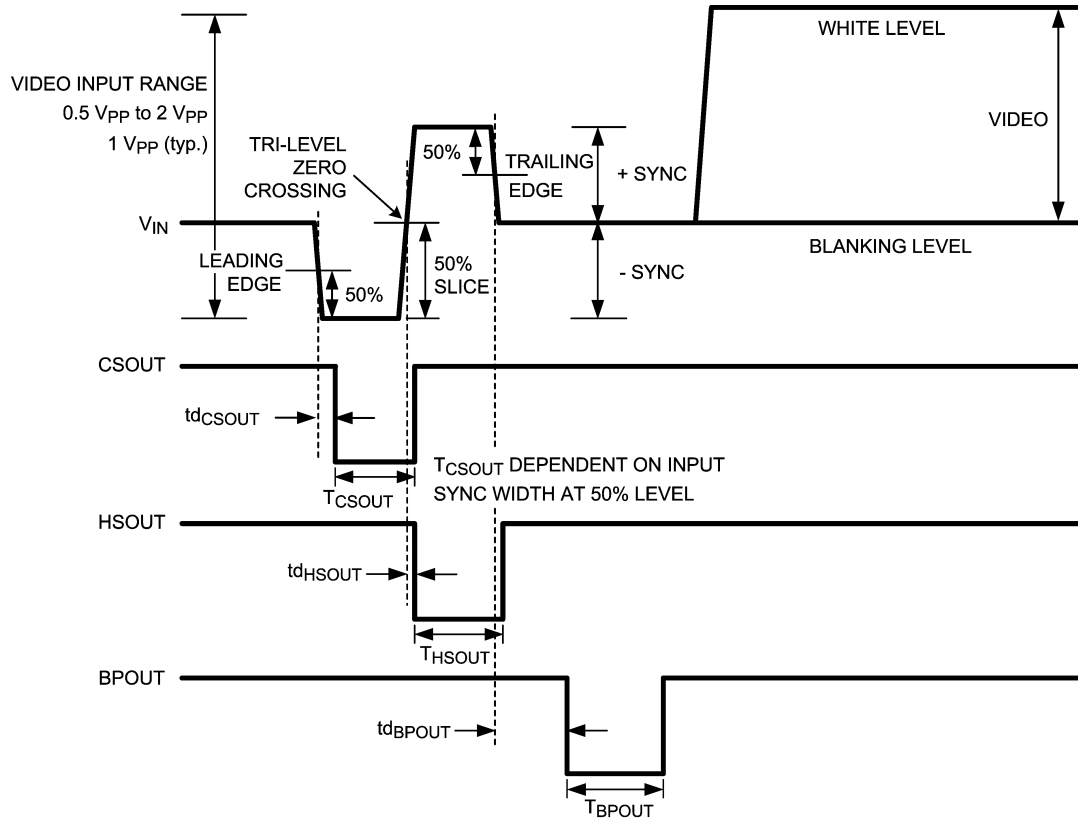 WHITE LEVEL
VIDEO INPUT RANGE
0.5 VPP to 2 VPP
1 VPP (typ.)
VIDEO
TRI-LEVEL
ZERO
CROSSING
50%
TRAILING
EDGE
+ SYNC
VIN
BLANKING LEVEL
LEADING
EDGE
50%
50%
SLICE
- SYNC
CSOUT
tdCSOUT
TCSOUT
TCSOUT DEPENDENT ON INPUT
SYNC WIDTH AT 50% LEVEL
HSOUT
tdHSOUT
THSOUT
BPOUT
tdBPOUT
TBPOUT